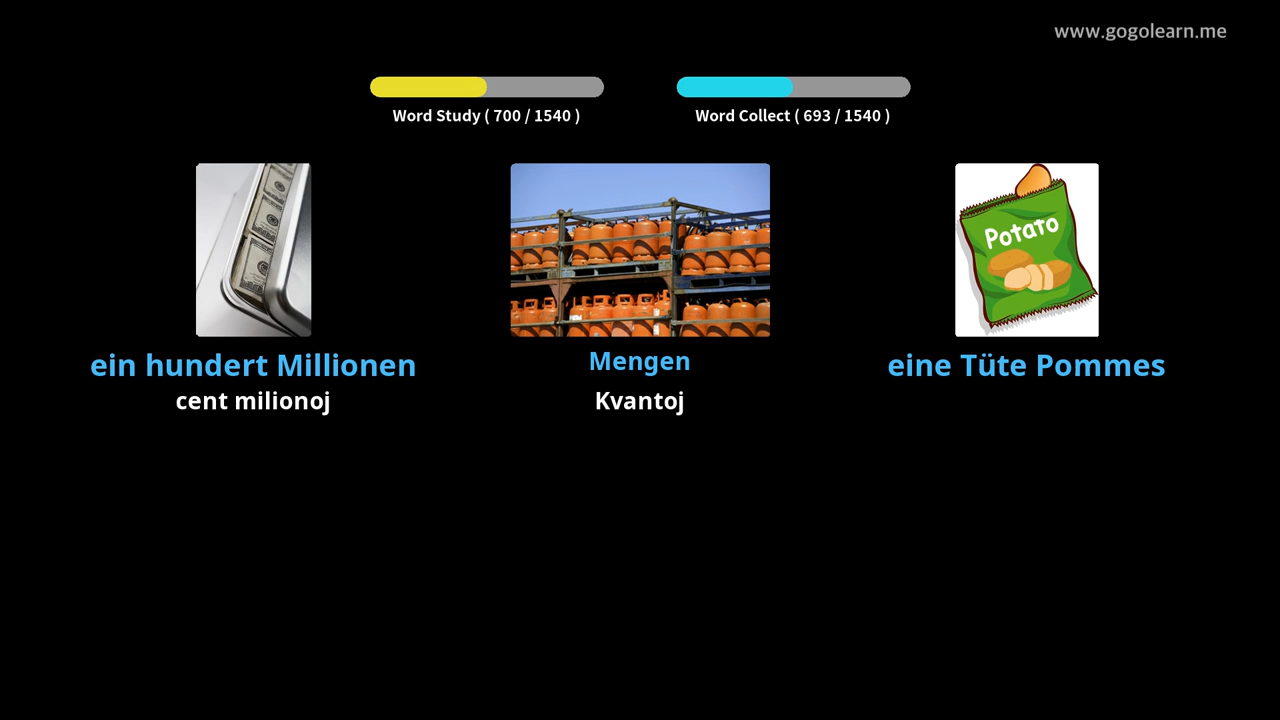 www.gogolearn.me
Word Study ( 700 / 1540 )
Word Collect ( 693 / 1540 )
Potato
ein hundert Millionen
Mengen
eine Tüte Pommes
cent milionoj
Kvantoj